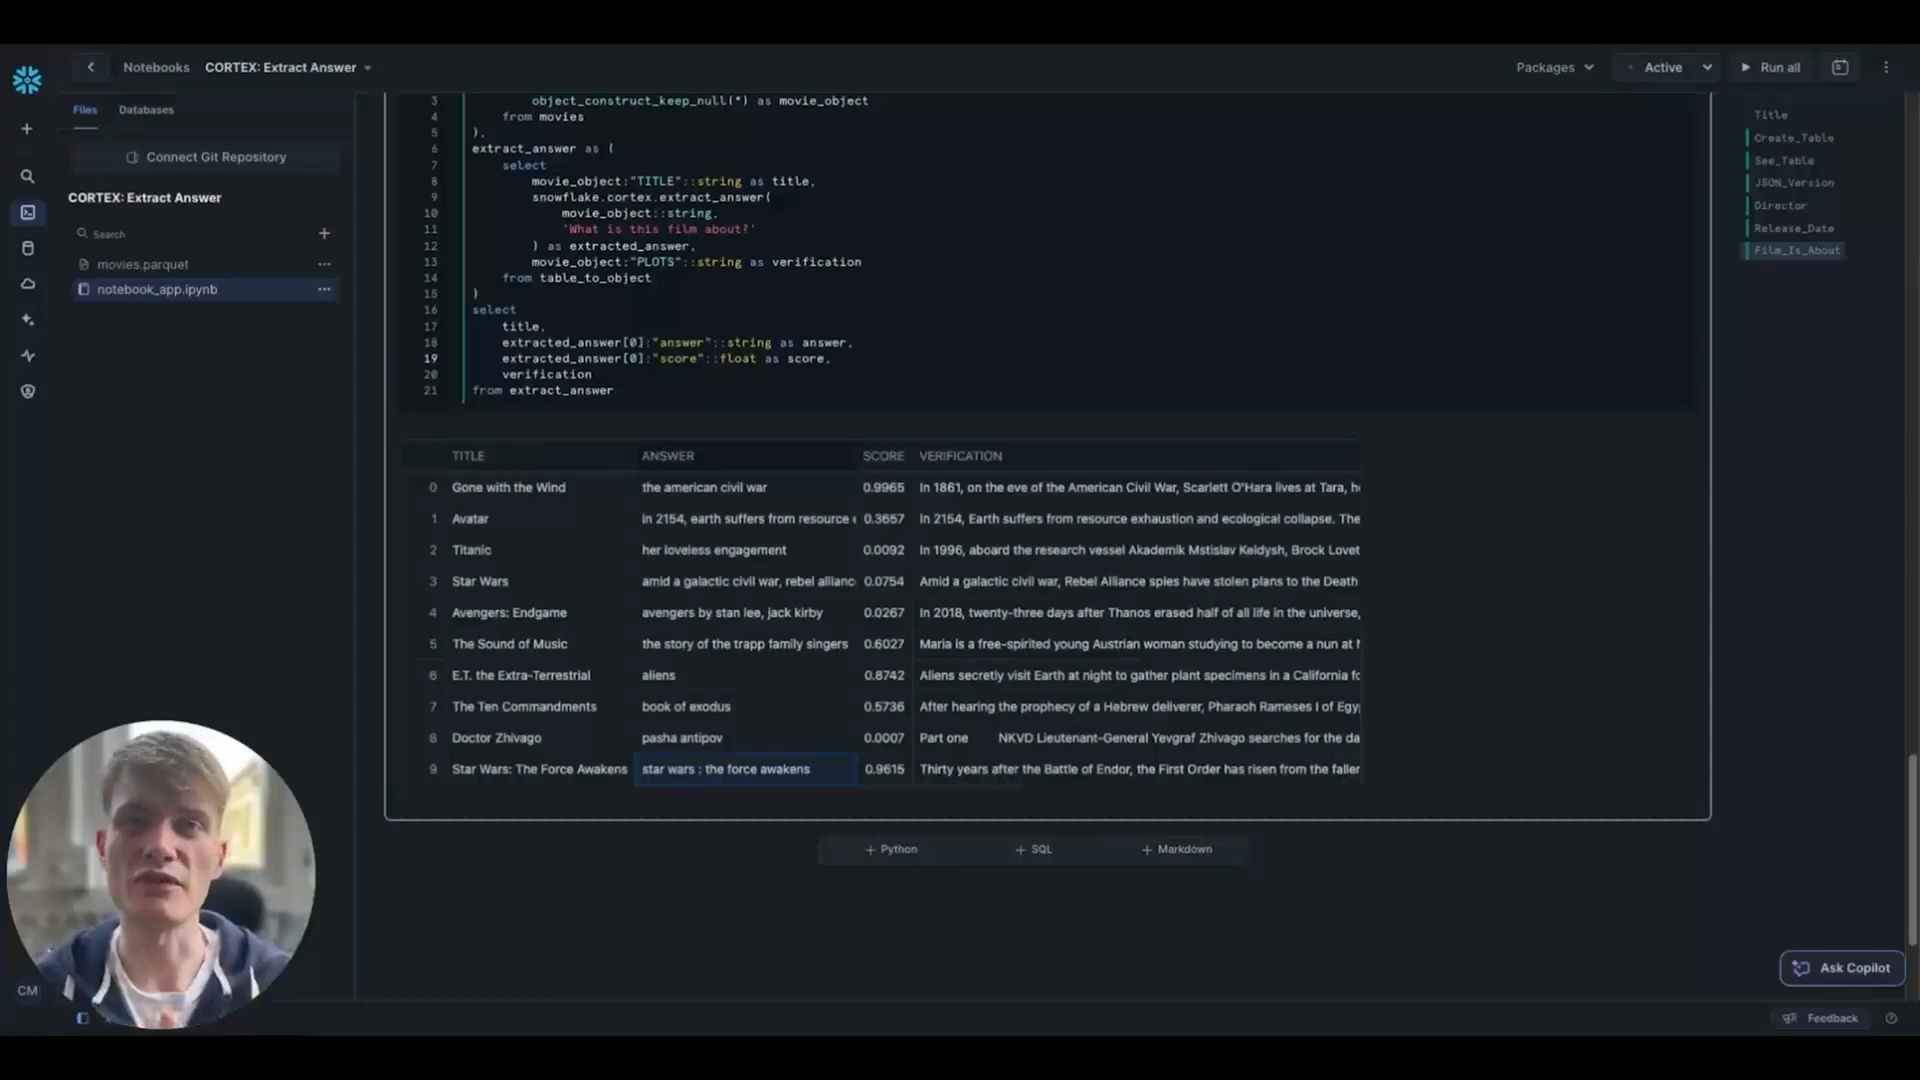 Notebooks
CORTEX: Extract Answer
Packages
Active
Run all
Files
Databases
Connect Git Repository
CORTEX: Extract Answer
Search
movies.parquet
notebook_app.ipynb
3 object_construct_keep_null(*) as movie_object
4 from movies
5 ),
6 extract_answer as (
7 select
8 movie_object:"TITLE"::string as title,
9 snowflake.cortex.extract_answer(
10 movie_object::string,
11 'What is this film about?'
12 ) as extracted_answer,
13 movie_object:"PLOTS"::string as verification
14 from table_to_object
15 )
16 select
17 title,
18 extracted_answer[0]:"answer"::string as answer,
19 extracted_answer[0]:"score"::float as score,
20 verification
21 from extract_answer
Title
Create_Table
See_Table
JSON_Version
Director
Release_Date
Film_Is_About
TITLE ANSWER SCORE VERIFICATION
0 Gone with the Wind the american civil war 0.9965 In 1861, on the eve of the American Civil War, Scarlett O'Hara lives at Tara, h
1 Avatar in 2154, earth suffers from resource 0.3657 In 2154, Earth suffers from resource exhaustion and ecological collapse. The
2 Titanic her loveless engagement 0.0092 In 1996, aboard the research vessel Akademik Mstislav Keldysh, Brock Lovet
3 Star Wars amid a galactic civil war, rebel allianc 0.0754 Amid a galactic civil war, Rebel Alliance spies have stolen plans to the Death
4 Avengers: Endgame avengers by stan lee, jack kirby 0.0267 In 2018, twenty-three days after Thanos erased half of all life in the universe,
5 The Sound of Music the story of the trapp family singers 0.6027 Maria is a free-spirited young Austrian woman studying to become a nun at
6 E.T. the Extra-Terrestrial aliens 0.8742 Aliens secretly visit Earth at night to gather plant specimens in a California fo
7 The Ten Commandments book of exodus 0.5736 After hearing the prophecy of a Hebrew deliverer, Pharaoh Rameses I of Egy
8 Doctor Zhivago pasha antipov 0.0007 Part one NKVD Lieutenant-General Yevgraf Zhivago searches for the da
9 Star Wars: The Force Awakens star wars : the force awakens 0.9615 Thirty years after the Battle of Endor, the First Order has risen from the faller
+ Python + SQL + Markdown
Ask Copilot
CM
Feedback